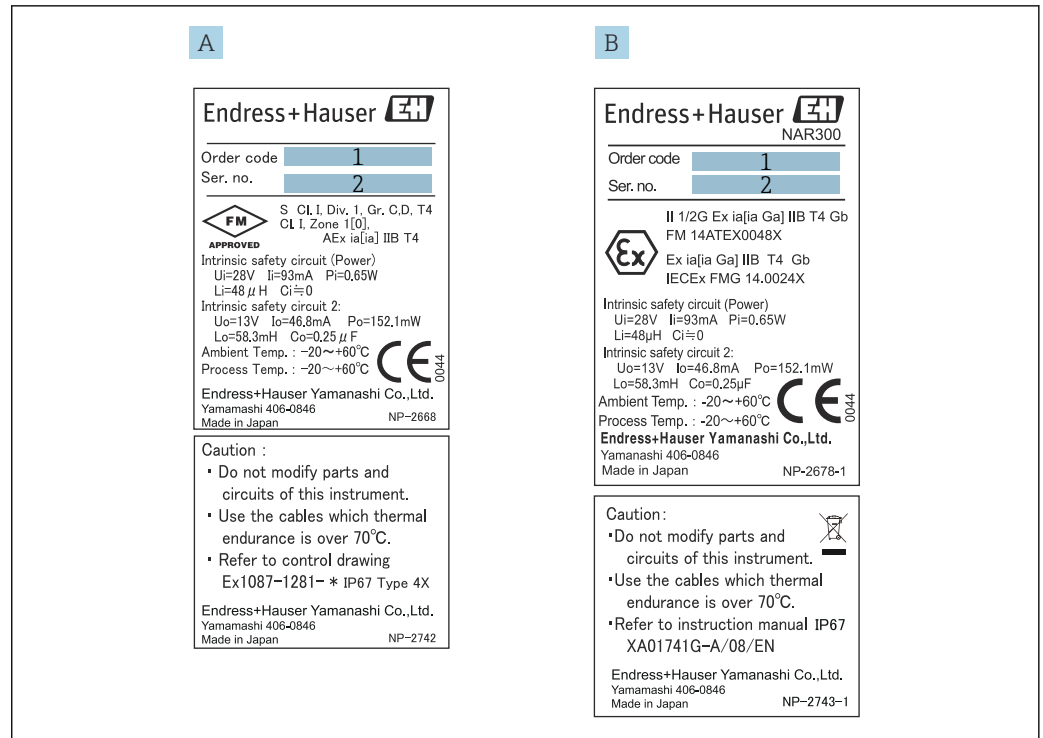 A
Endress+Hauser EH
Order code 1
Ser. no. 2
FM
APPROVED
S Cl. I, Div. 1, Gr. C,D, T4
Cl. I, Zone 1[0],
AEx ia[ia] IIB T4
Intrinsic safety circuit (Power)
Ui=28V Ii=93mA Pi=0.65W
Li=48μH Ci≒0
Intrinsic safety circuit 2:
Uo=13V Io=46.8mA Po=152.1mW
Lo=58.3mH Co=0.25μF
Ambient Temp. : -20~+60℃
Process Temp. : -20~+60℃
CE 0044
Endress+Hauser Yamanashi Co.,Ltd.
Yamamashi 406-0846
Made in Japan NP-2668
Caution :
▪ Do not modify parts and
circuits of this instrument.
▪ Use the cables which thermal
endurance is over 70℃.
▪ Refer to control drawing
Ex1087-1281-* IP67 Type 4X
Endress+Hauser Yamanashi Co.,Ltd.
Yamamashi 406-0846
Made in Japan NP-2742
B
Endress+Hauser EH
NAR300
Order code 1
Ser. no. 2
Ex
II 1/2G Ex ia[ia Ga] IIB T4 Gb
FM 14ATEX0048X
Ex ia[ia Ga] IIB T4 Gb
IECEx FMG 14.0024X
Intrinsic safety circuit (Power)
Ui=28V Ii=93mA Pi=0.65W
Li=48μH Ci≒0
Intrinsic safety circuit 2:
Uo=13V Io=46.8mA Po=152.1mW
Lo=58.3mH Co=0.25μF
Ambient Temp. : -20~+60℃
Process Temp. : -20~+60℃
CE 0044
Endress+Hauser Yamanashi Co.,Ltd.
Yamanashi 406-0846
Made in Japan NP-2678-1
Caution:
▪Do not modify parts and
circuits of this instrument.
▪Use the cables which thermal
endurance is over 70℃.
▪Refer to instruction manual IP67
XA01741G-A/08/EN
Endress+Hauser Yamanashi Co.,Ltd.
Yamamashi 406-0846
Made in Japan NP-2743-1